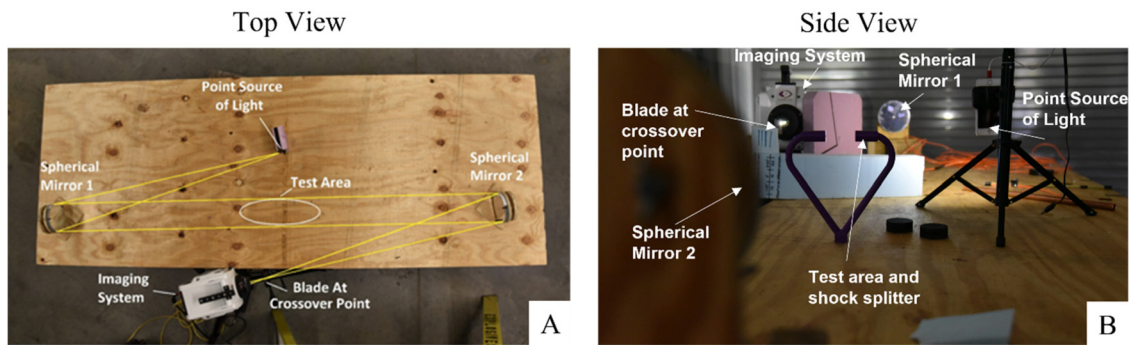 Top View
Side View
Point Source
of Light
Spherical
Mirror 1
Test Area
Spherical
Mirror 2
Imaging
System
Blade At
Crossover Point
A
Imaging System
Spherical
Mirror 1
Blade at
crossover
point
Point Source
of Light
Spherical
Mirror 2
Test area and
shock splitter
B